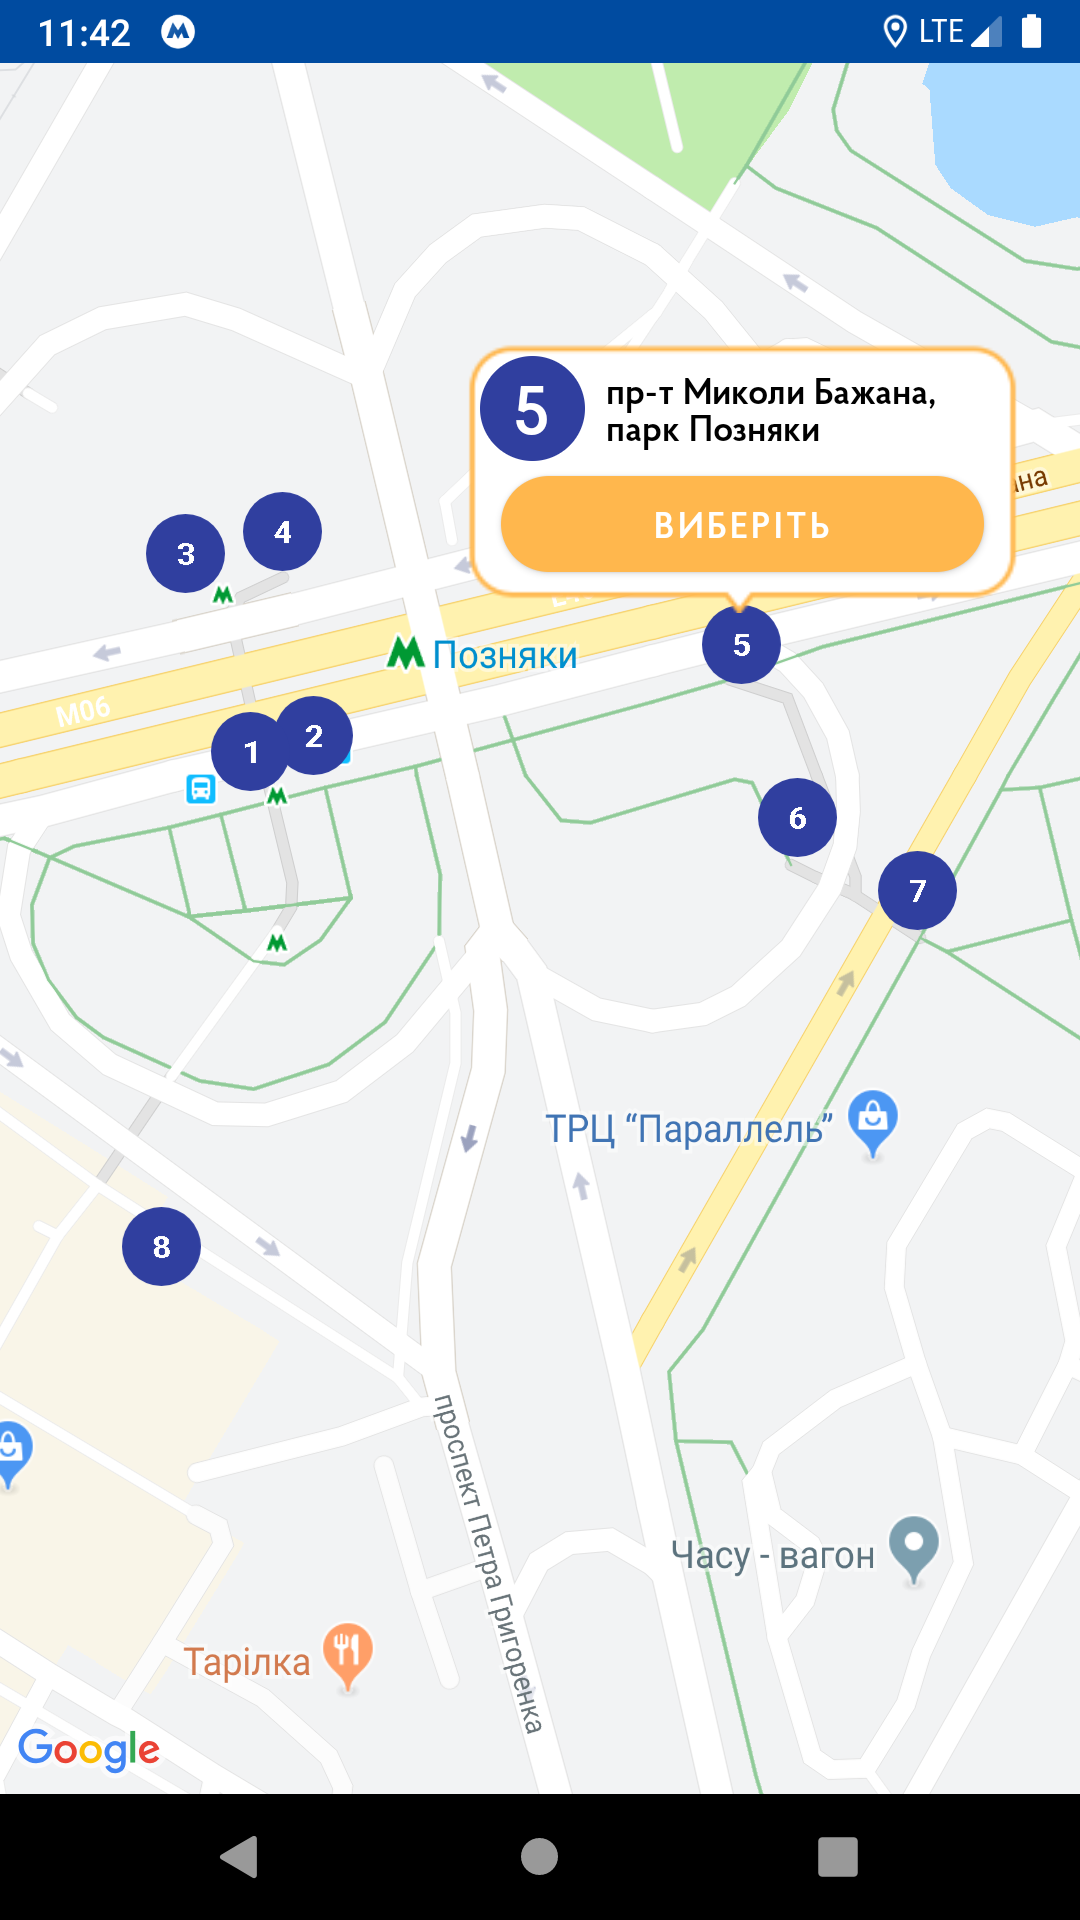 11:42
LTE
5
пр-т Миколи Бажана,
парк Позняки
ВИБЕРІТЬ
3
4
Позняки
5
M06
1
2
6
7
ТРЦ “Параллель”
8
проспект Петра Григоренка
Часу - вагон
Тарілка
Google